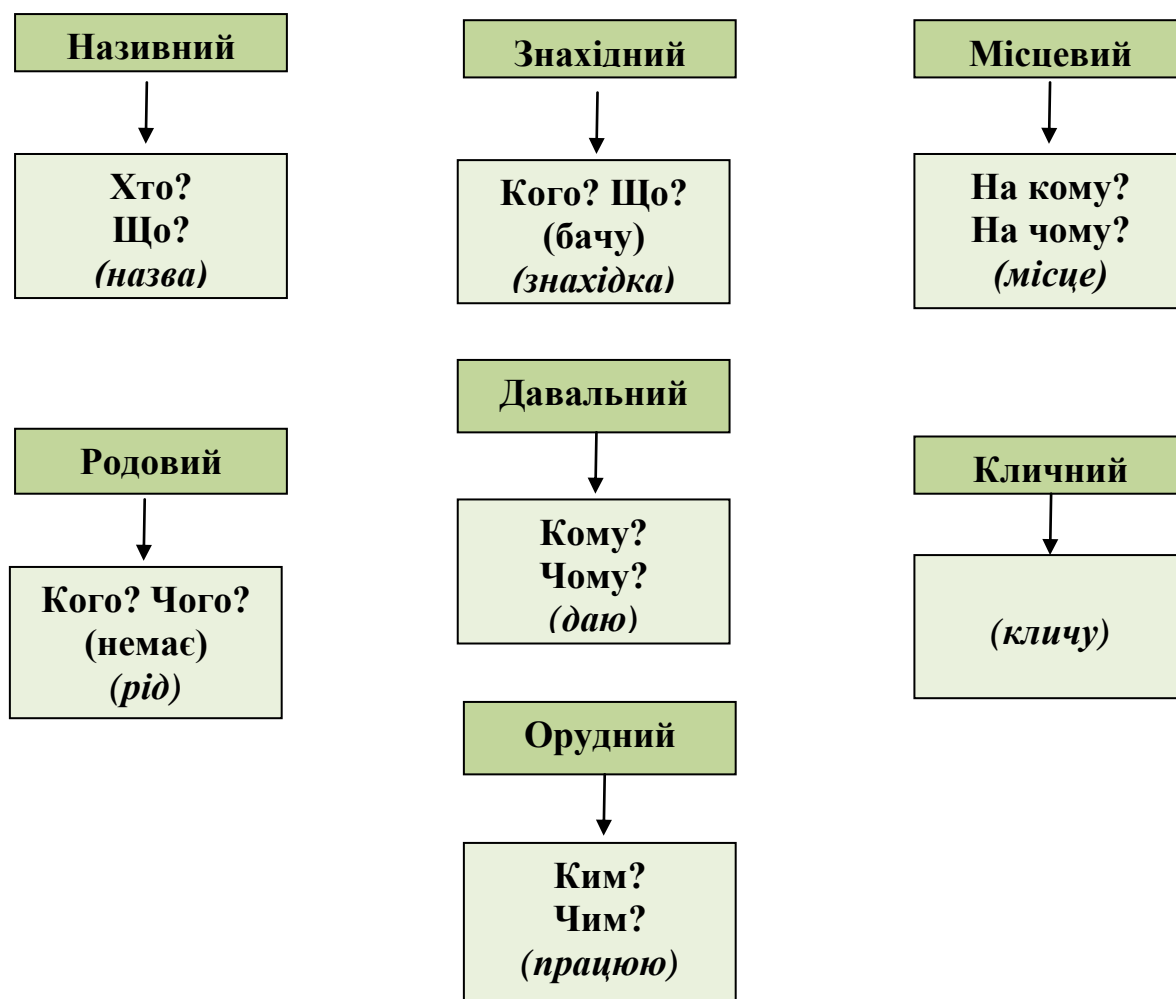 Називний
Хто?
Що?
(назва)
Родовий
Кого? Чого?
(немає)
(рід)
Знахідний
Кого? Що?
(бачу)
(знахідка)
Давальний
Кому?
Чому?
(даю)
Орудний
Ким?
Чим?
(працюю)
Місцевий
На кому?
На чому?
(місце)
Кличний
(кличу)